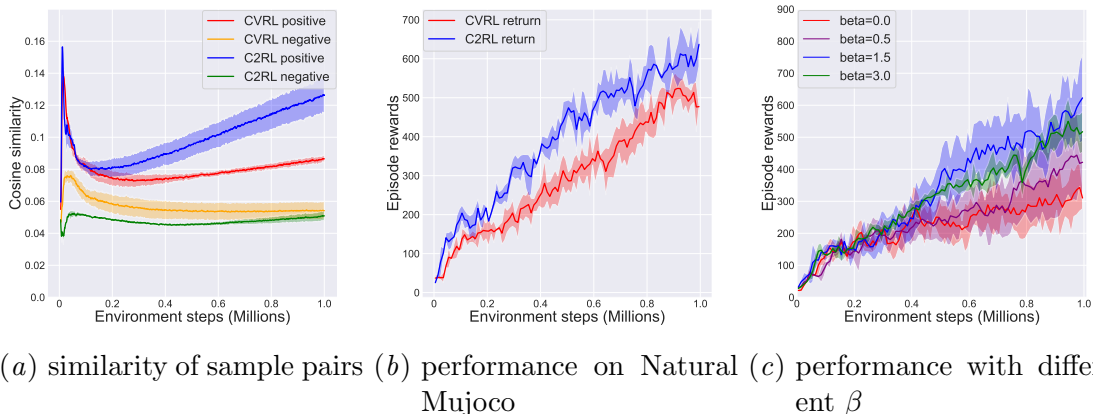 CVRL positive
CVRL negative
C2RL positive
C2RL negative
0.16
0.14
0.12
0.1
0.08
0.06
0.04
0.02
0.0
Cosine similarity
0 0.2 0.4 0.6 0.8 1.0
Environment steps (Millions)
CVRL retrurn
C2RL return
700
600
500
400
300
200
100
0
Episode rewards
0 0.2 0.4 0.6 0.8 1.0
Environment steps (Millions)
beta=0.0
beta=0.5
beta=1.5
beta=3.0
900
800
700
600
500
400
300
200
100
0
Episode rewards
0 0.2 0.4 0.6 0.8 1.0
Environment steps (Millions)
(a) similarity of sample pairs
(b) performance on Natural
Mujoco
(c) performance with differ
ent β